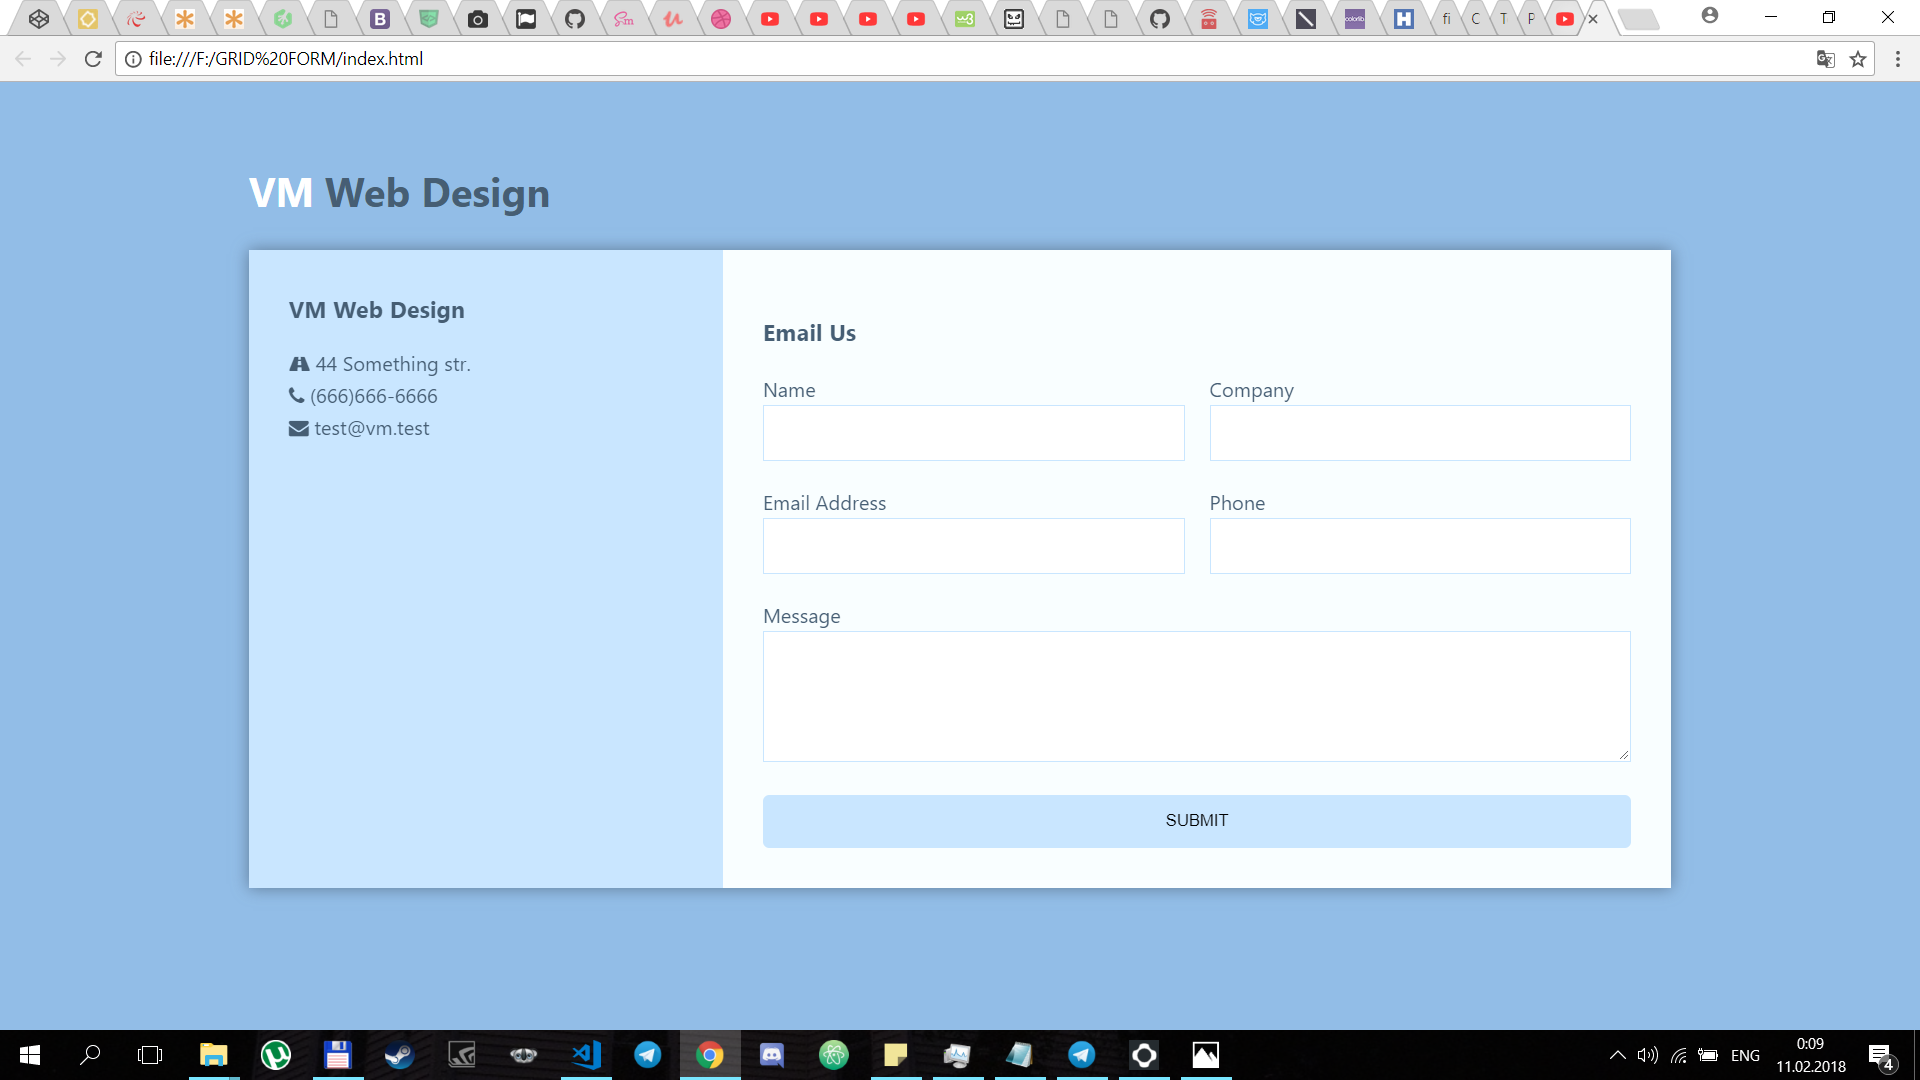 fi C T P
file:///F:/GRID%20FORM/index.html
VM Web Design
VM Web Design
44 Something str.
(666)666-6666
test@vm.test
Email Us
Name Company
Email Address Phone
Message
SUBMIT
ENG
0:09
11.02.2018
4